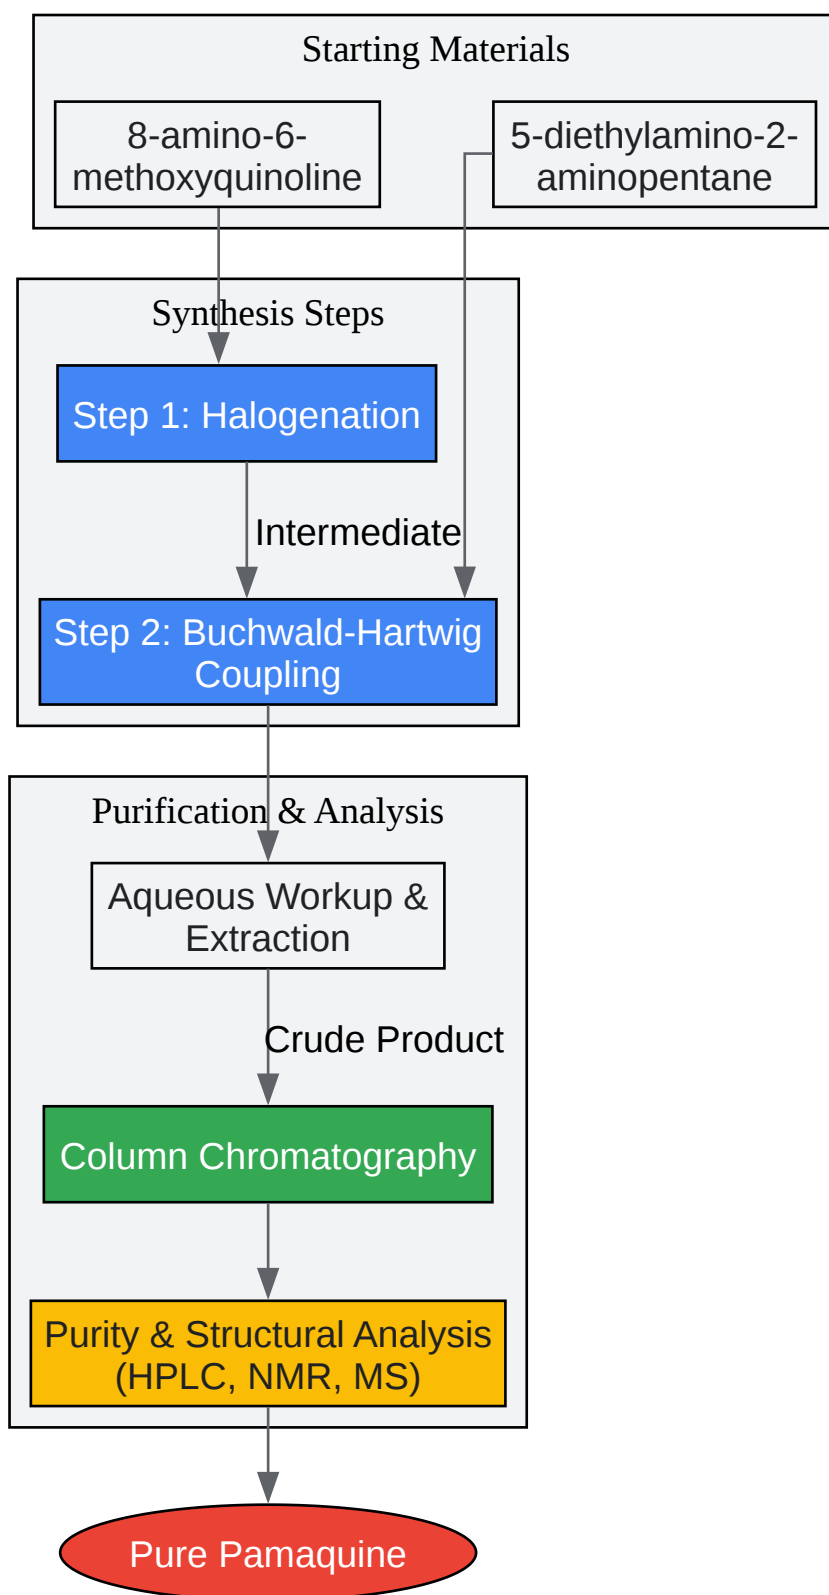 Starting Materials
8-amino-6-
methoxyquinoline
5-diethylamino-2-
aminopentane
Synthesis Steps
Step 1: Halogenation
Intermediate
Step 2: Buchwald-Hartwig
Coupling
Purification & Analysis
Aqueous Workup &
Extraction
Crude Product
Column Chromatography
Purity & Structural Analysis
(HPLC, NMR, MS)
Pure Pamaquine